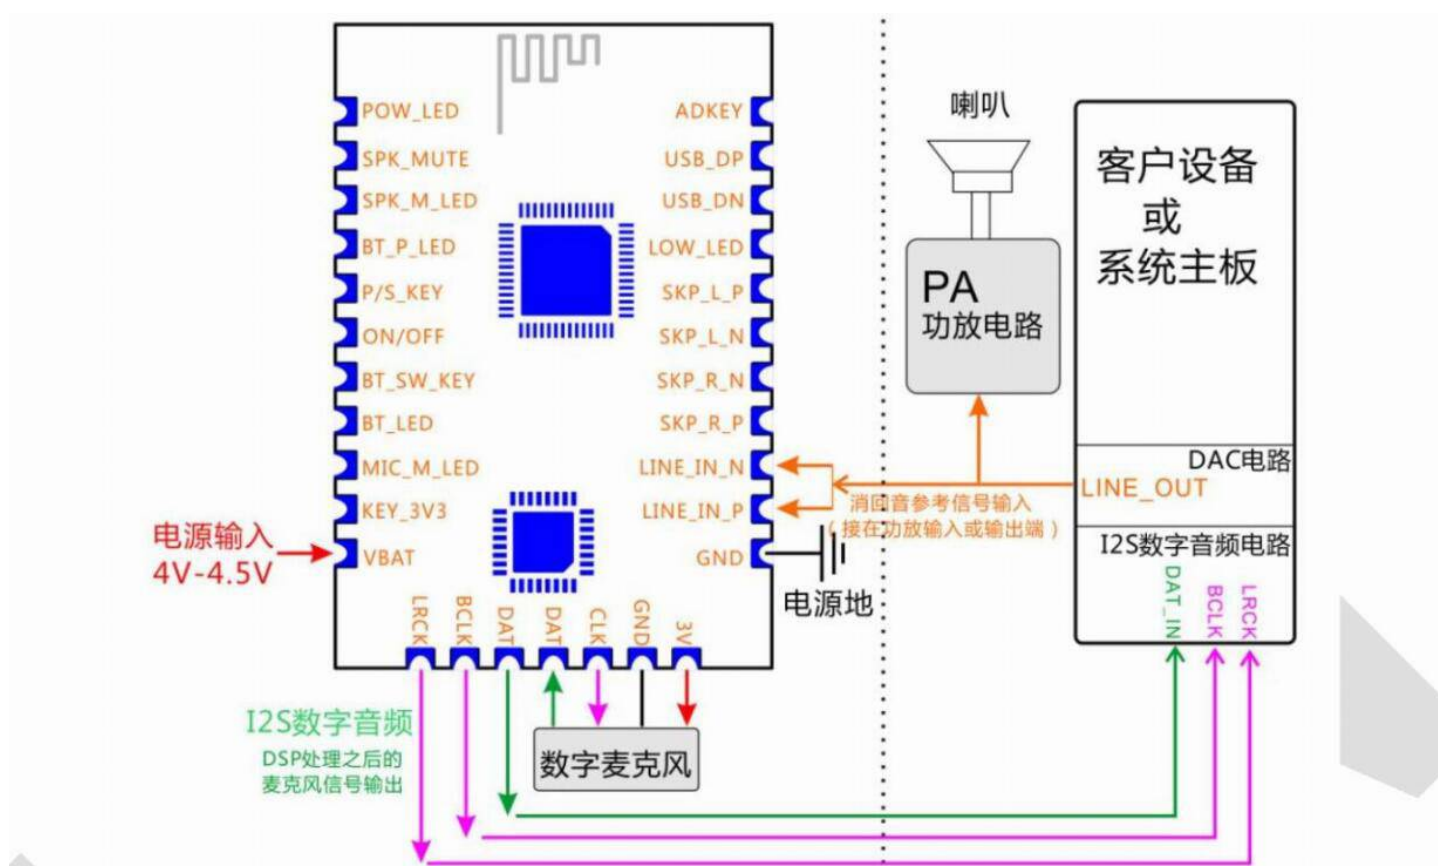 POW_LED
SPK_MUTE
SPK_M_LED
BT_P_LED
P/S_KEY
ON/OFF
BT_SW_KEY
BT_LED
MIC_M_LED
KEY_3V3
VBAT
电源输入
4V-4.5V
ADKEY
USB_DP
USB_DN
LOW_LED
SKP_L_P
SKP_L_N
SKP_R_N
SKP_R_P
LINE_IN_N
LINE_IN_P
GND
电源地
LRCK
BCLK
DAT
DAT
CLK
GND
3V
I2S数字音频
DSP处理之后的
麦克风信号输出
数字麦克风
喇叭
PA
功放电路
消回音参考信号输入
(接在功放输入或输出端)
客户设备
或
系统主板
DAC电路
LINE_OUT
I2S数字音频电路
DAT_IN
BCLK
LRCK